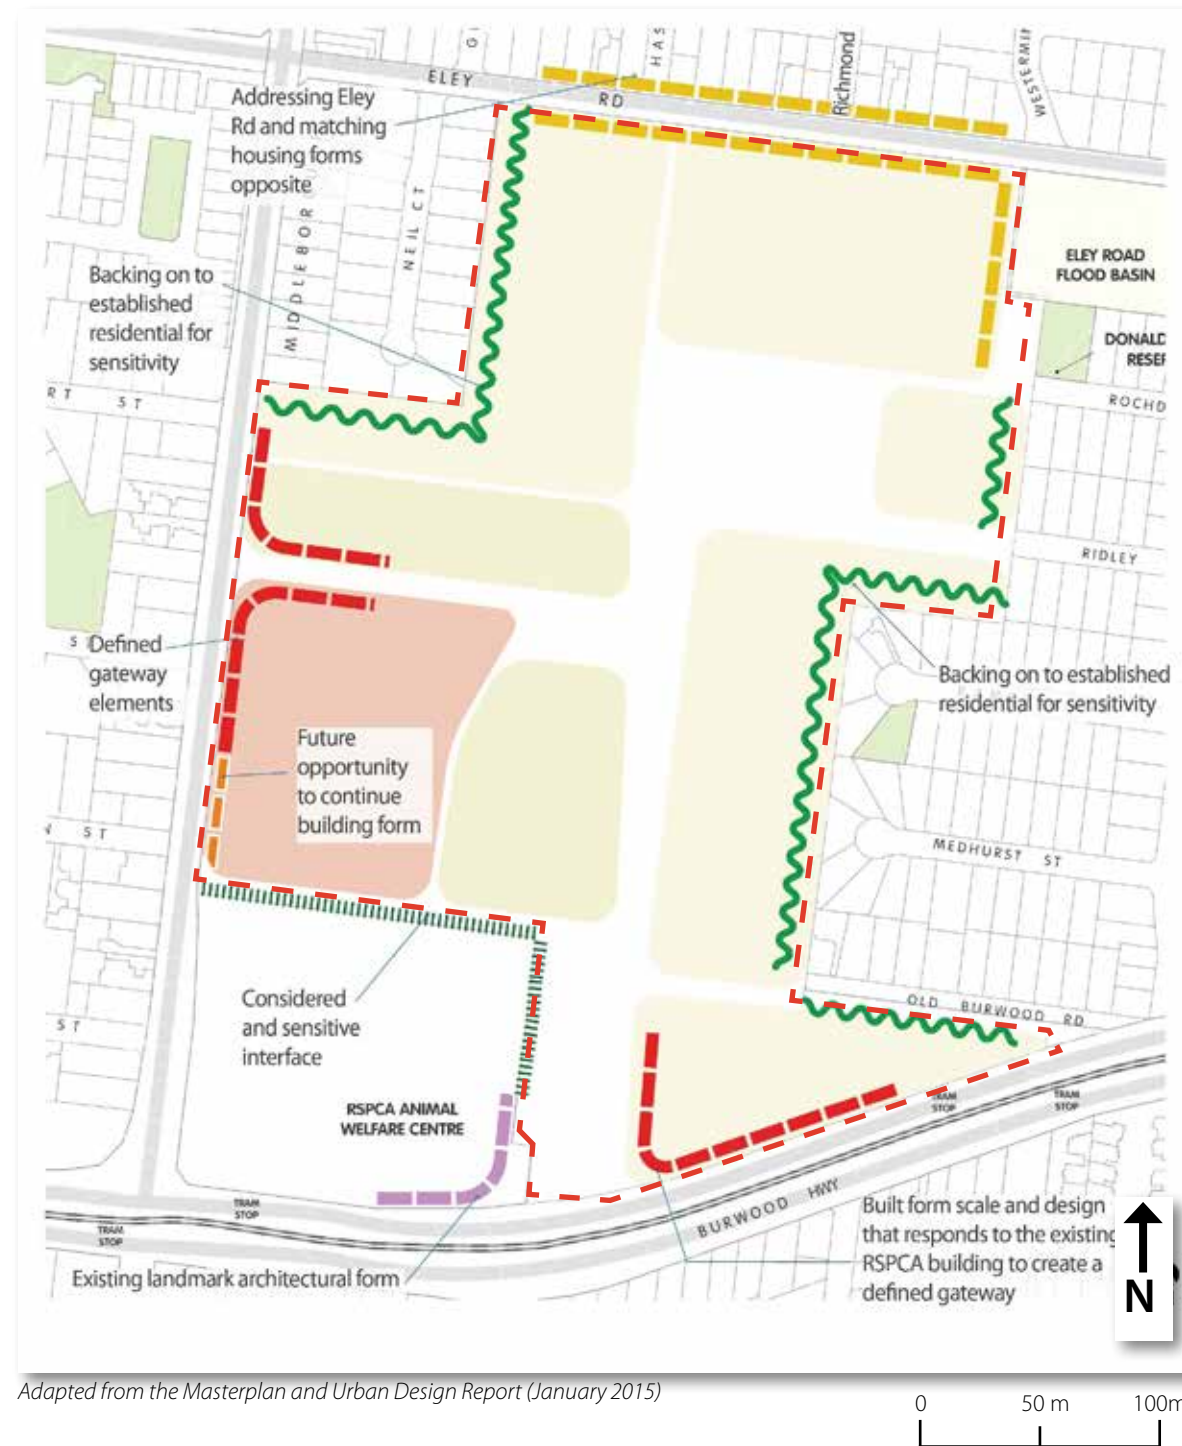 ELEY
RD
HAS
Richmond
Addressing Eley
Rd and matching
housing forms
opposite
NEIL CT
ELEY ROAD
FLOOD BASIN
Backing on to
established
residential for
sensitivity
DONALD
RESER
ROCHD
RT ST
RIDLEY
ST
Defined
gateway
elements
Backing on to established
residential for sensitivity
Future
opportunity
to continue
building form
N ST
MEDHURST ST
Considered
and sensitive
interface
OLD BURWOOD RD
ST
RSPCA ANIMAL
WELFARE CENTRE
TRAM
STOP
TRAM
STOP
TRAM
STOP
TRAM
STOP
BURWOOD HWY
Built form scale and design
that responds to the existing
RSPCA building to create a
defined gateway
Existing landmark architectural form
N
Adapted from the Masterplan and Urban Design Report (January 2015)
0 50 m 100m